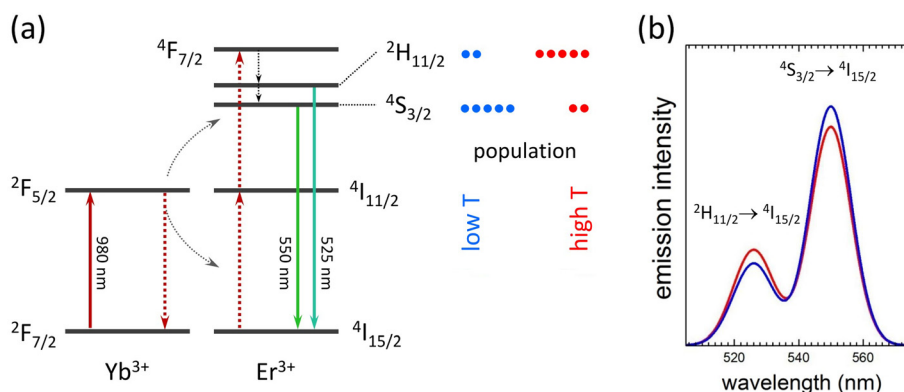 (a)
⁴F₇/₂
²H₁₁/₂
⁴S₃/₂
population
²F₅/₂
⁴I₁₁/₂
980 nm
550 nm
525 nm
low T
high T
²F₇/₂
⁴I₁₅/₂
Yb³⁺
Er³⁺
(b)
⁴S₃/₂→ ⁴I₁₅/₂
²H₁₁/₂→ ⁴I₁₅/₂
emission intensity
520 540 560
wavelength (nm)